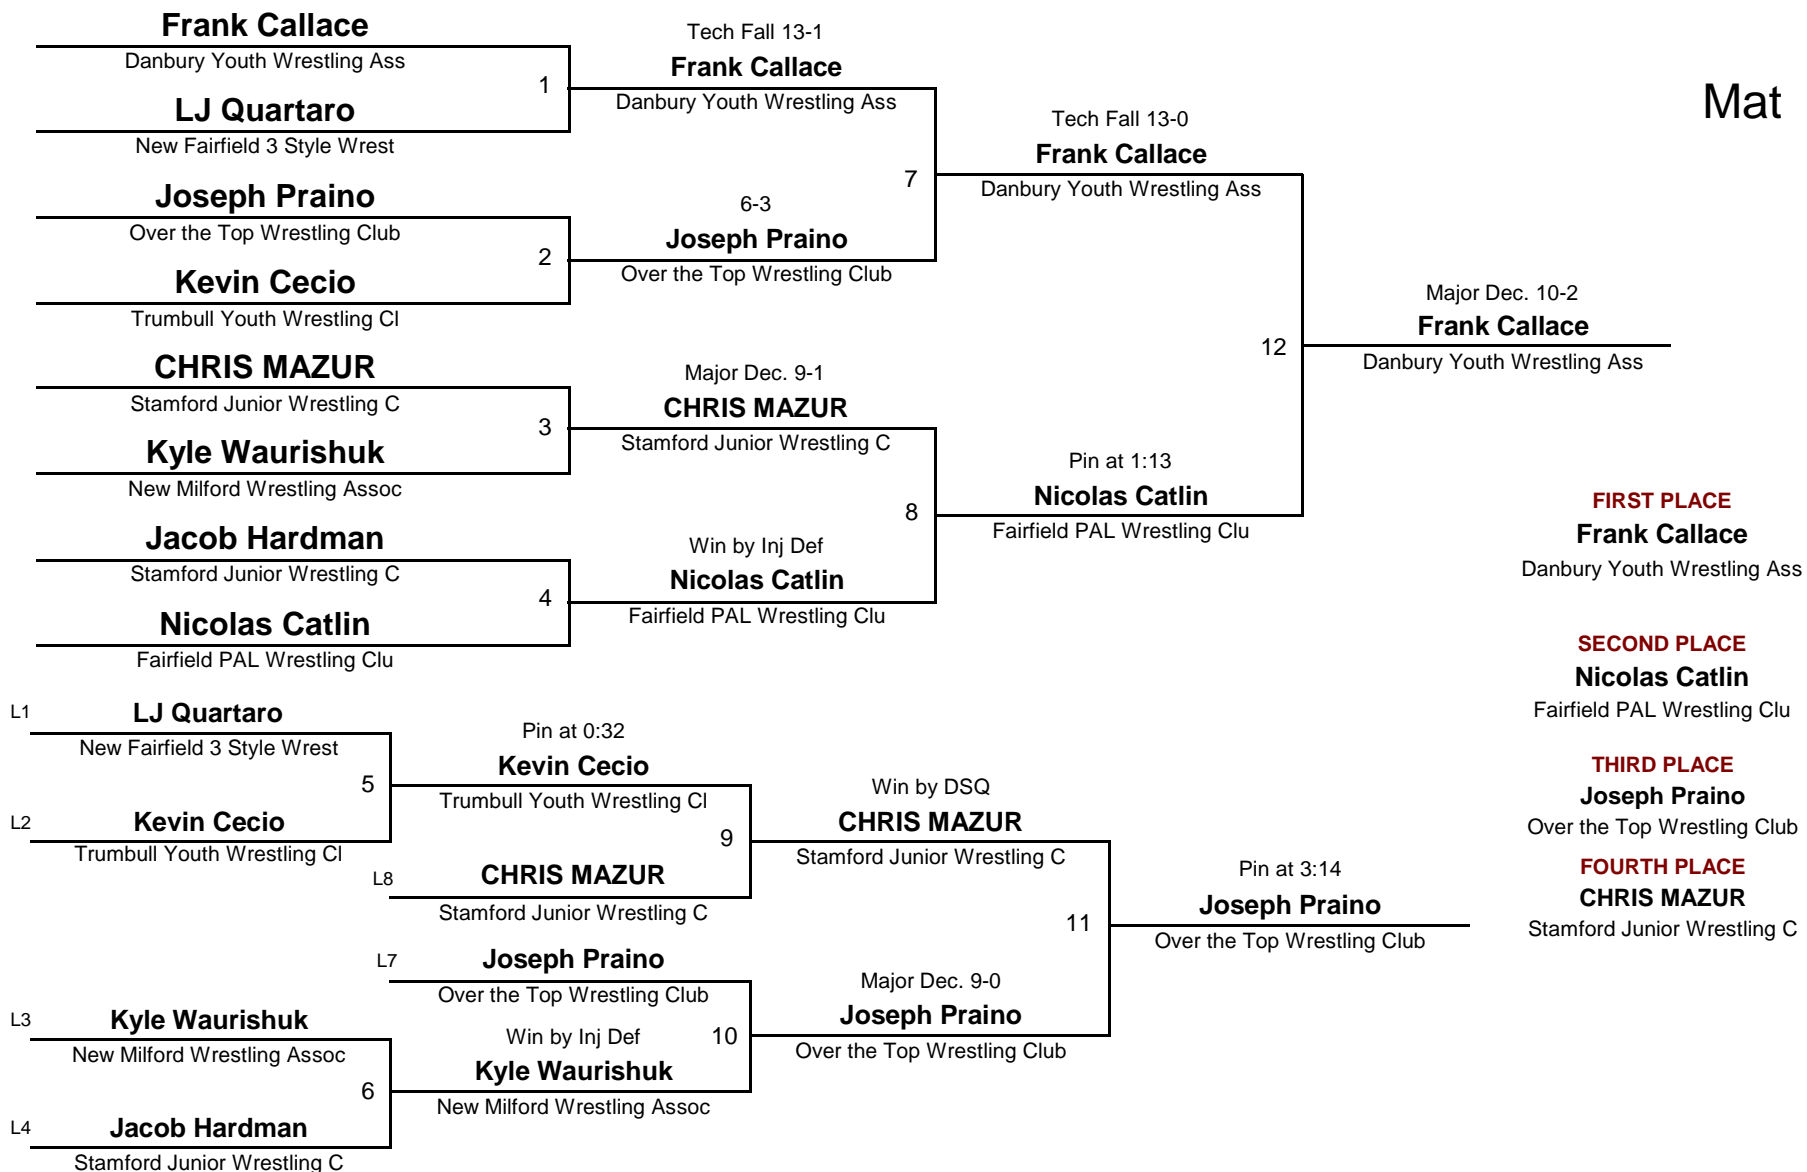 Frank Callace
Danbury Youth Wrestling Ass
1
LJ Quartaro
New Fairfield 3 Style Wrest
Joseph Praino
Over the Top Wrestling Club
2
Kevin Cecio
Trumbull Youth Wrestling Cl
CHRIS MAZUR
Stamford Junior Wrestling C
3
Kyle Waurishuk
New Milford Wrestling Assoc
Jacob Hardman
Stamford Junior Wrestling C
4
Nicolas Catlin
Fairfield PAL Wrestling Clu
Tech Fall 13-1
Frank Callace
Danbury Youth Wrestling Ass
7
6-3
Joseph Praino
Over the Top Wrestling Club
Major Dec. 9-1
CHRIS MAZUR
Stamford Junior Wrestling C
8
Win by Inj Def
Nicolas Catlin
Fairfield PAL Wrestling Clu
Tech Fall 13-0
Frank Callace
Danbury Youth Wrestling Ass
12
Pin at 1:13
Nicolas Catlin
Fairfield PAL Wrestling Clu
Major Dec. 10-2
Frank Callace
Danbury Youth Wrestling Ass
Mat
FIRST PLACE
Frank Callace
Danbury Youth Wrestling Ass
SECOND PLACE
Nicolas Catlin
Fairfield PAL Wrestling Clu
THIRD PLACE
Joseph Praino
Over the Top Wrestling Club
FOURTH PLACE
CHRIS MAZUR
Stamford Junior Wrestling C
L1
LJ Quartaro
New Fairfield 3 Style Wrest
5
L2
Kevin Cecio
Trumbull Youth Wrestling Cl
L3
Kyle Waurishuk
New Milford Wrestling Assoc
6
L4
Jacob Hardman
Stamford Junior Wrestling C
Pin at 0:32
Kevin Cecio
Trumbull Youth Wrestling Cl
9
L8
CHRIS MAZUR
Stamford Junior Wrestling C
L7
Joseph Praino
Over the Top Wrestling Club
10
Win by Inj Def
Kyle Waurishuk
New Milford Wrestling Assoc
Win by DSQ
CHRIS MAZUR
Stamford Junior Wrestling C
11
Major Dec. 9-0
Joseph Praino
Over the Top Wrestling Club
Pin at 3:14
Joseph Praino
Over the Top Wrestling Club